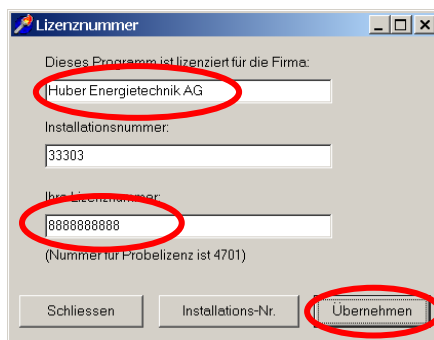 Lizenznummer
Dieses Programm ist lizenziert für die Firma:
Huber Energietechnik AG
Installationsnummer:
33303
Ihre Lizenznummer:
8888888888
(Nummer für Probelizenz ist 4701)
Schliessen Installations-Nr. Übernehmen